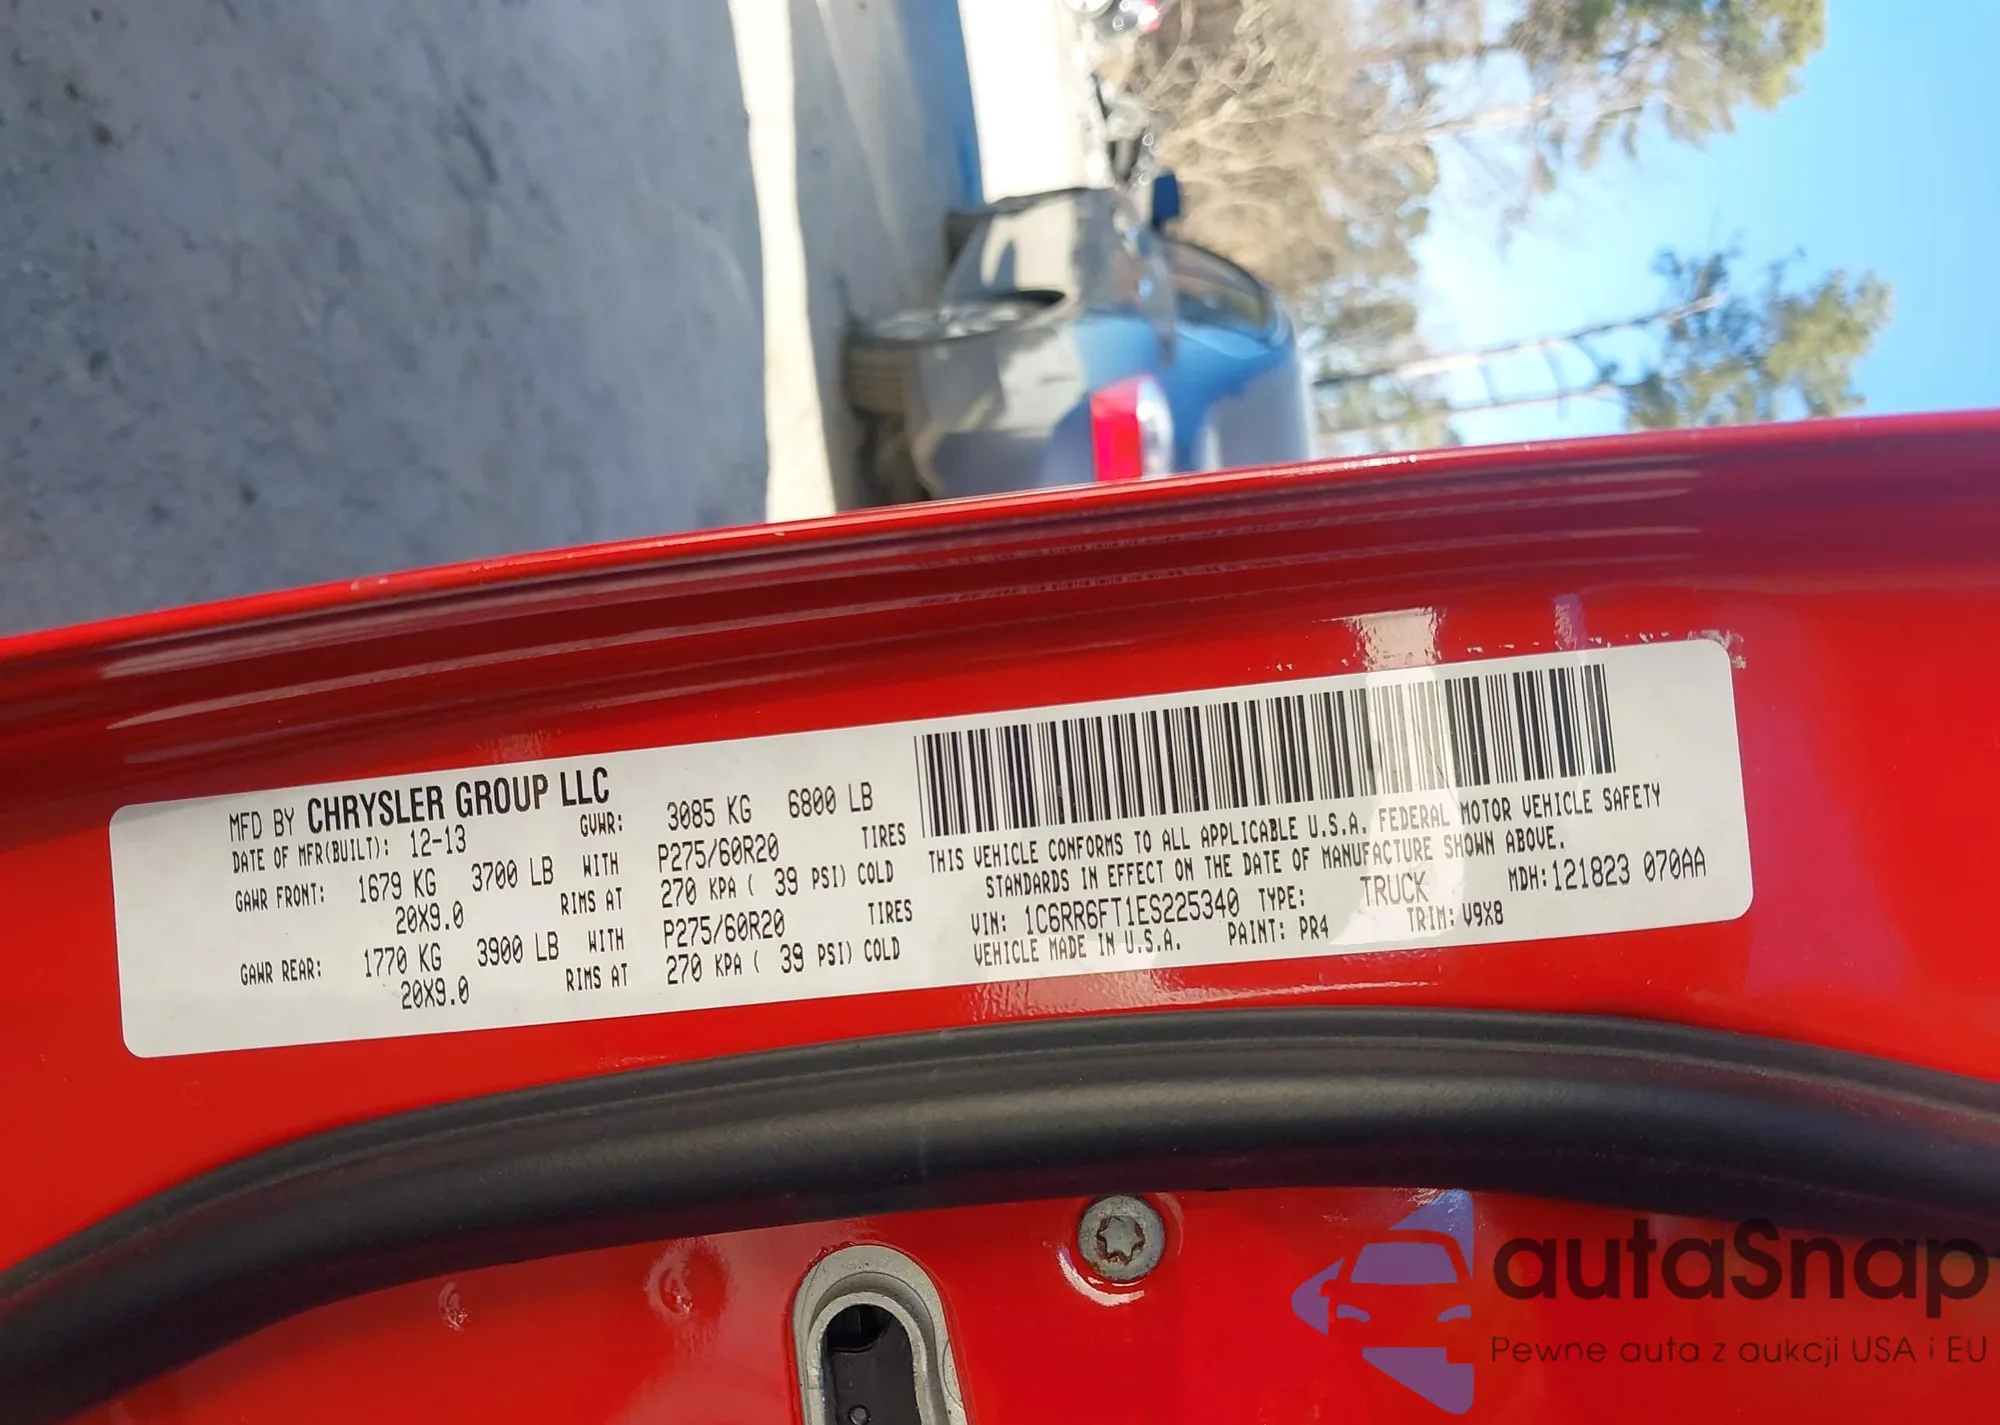 MFD BY CHRYSLER GROUP LLC
DATE OF MFR(BUILT): 12-13 GVWR: 3085 KG 6800 LB
GAWR FRONT: 1679 KG 3700 LB WITH P275/60R20 TIRES
20X9.0 RIMS AT 270 KPA ( 39 PSI) COLD
GAWR REAR: 1770 KG 3900 LB WITH P275/60R20 TIRES
20X9.0 RIMS AT 270 KPA ( 39 PSI) COLD
THIS VEHICLE CONFORMS TO ALL APPLICABLE U.S.A. FEDERAL MOTOR VEHICLE SAFETY
STANDARDS IN EFFECT ON THE DATE OF MANUFACTURE SHOWN ABOVE.
MDH:121823 070AA
VIN: 1C6RR6FT1ES225340 TYPE: TRUCK
VEHICLE MADE IN U.S.A. PAINT: PR4 TRIM: V9X8
autaSnap
Pewne auta z aukcji USA i EU